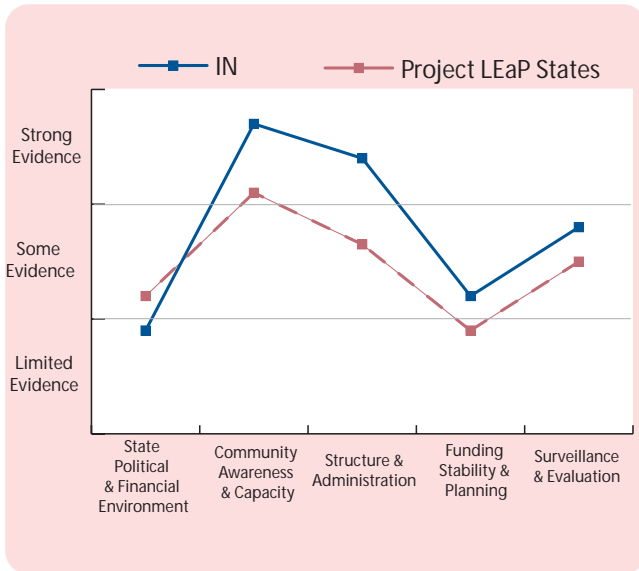 IN
Project LEaP States
Strong
Evidence
Some
Evidence
Limited
Evidence
State
Political
& Financial
Environment
Community
Awareness
& Capacity
Structure &
Administration
Funding
Stability &
Planning
Surveillance
& Evaluation